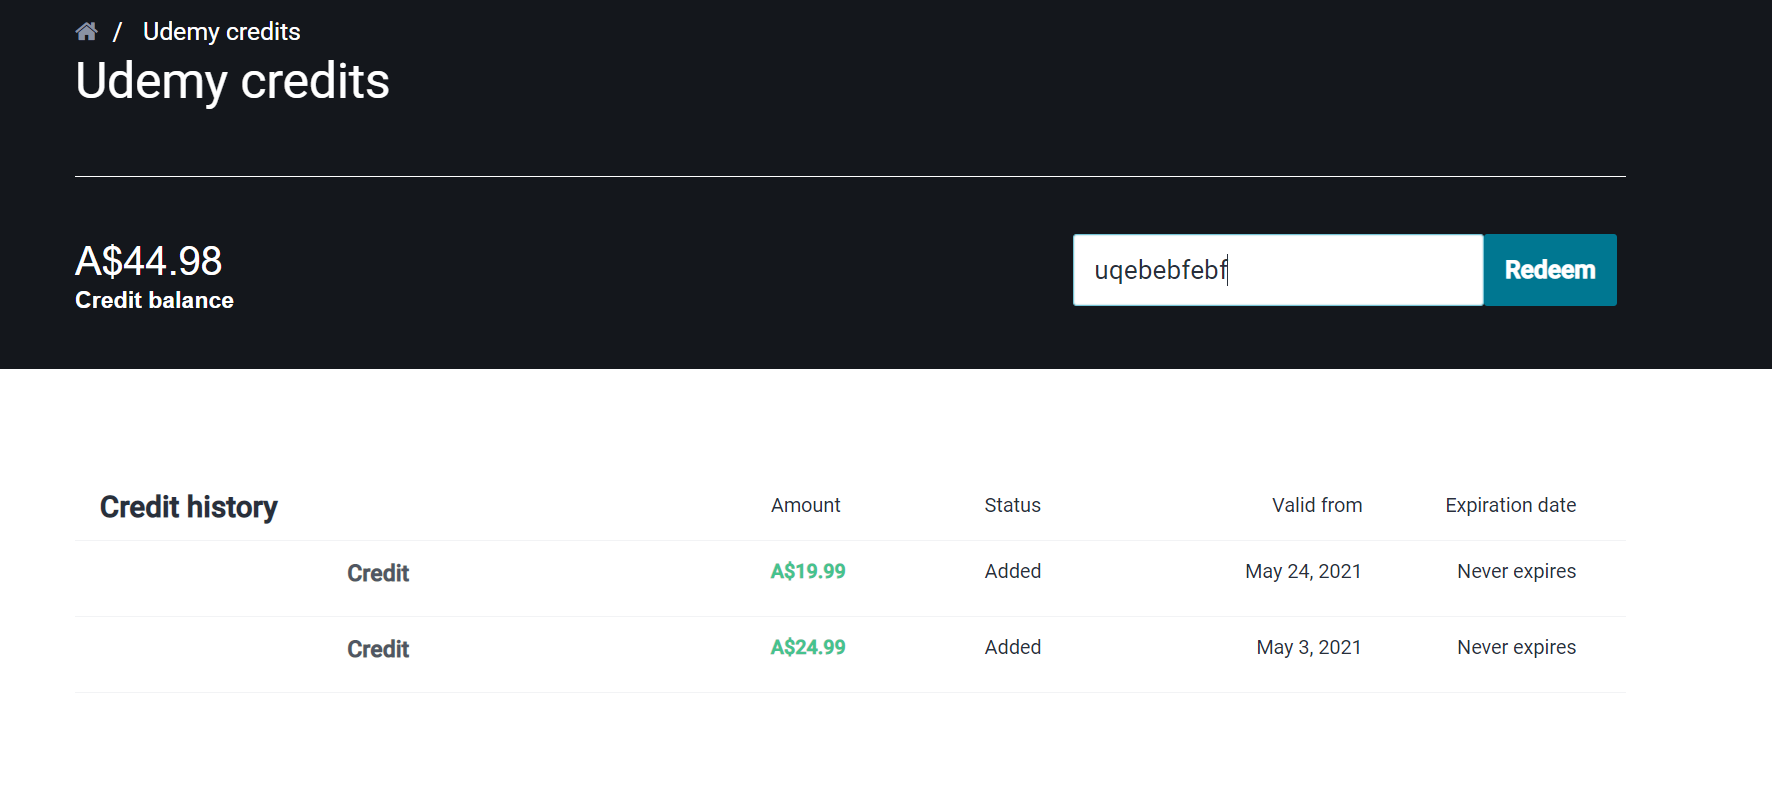 / Udemy credits
Udemy credits
A$44.98
Credit balance
uqebebfebf
Redeem
Credit history Amount Status Valid from Expiration date
Credit A$19.99 Added May 24, 2021 Never expires
Credit A$24.99 Added May 3, 2021 Never expires